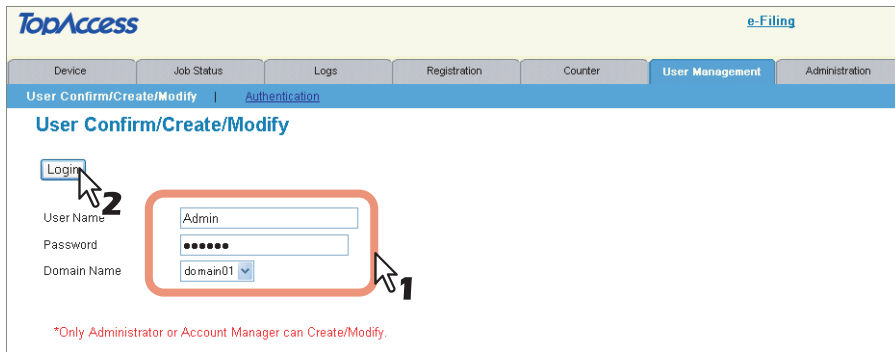 TopAccess
e-Filing
Device Job Status Logs Registration Counter User Management Administration
User Confirm/Create/Modify | Authentication
User Confirm/Create/Modify
Login
2
User Name Admin
Password ●●●●●●
Domain Name domain01
1
*Only Administrator or Account Manager can Create/Modify.